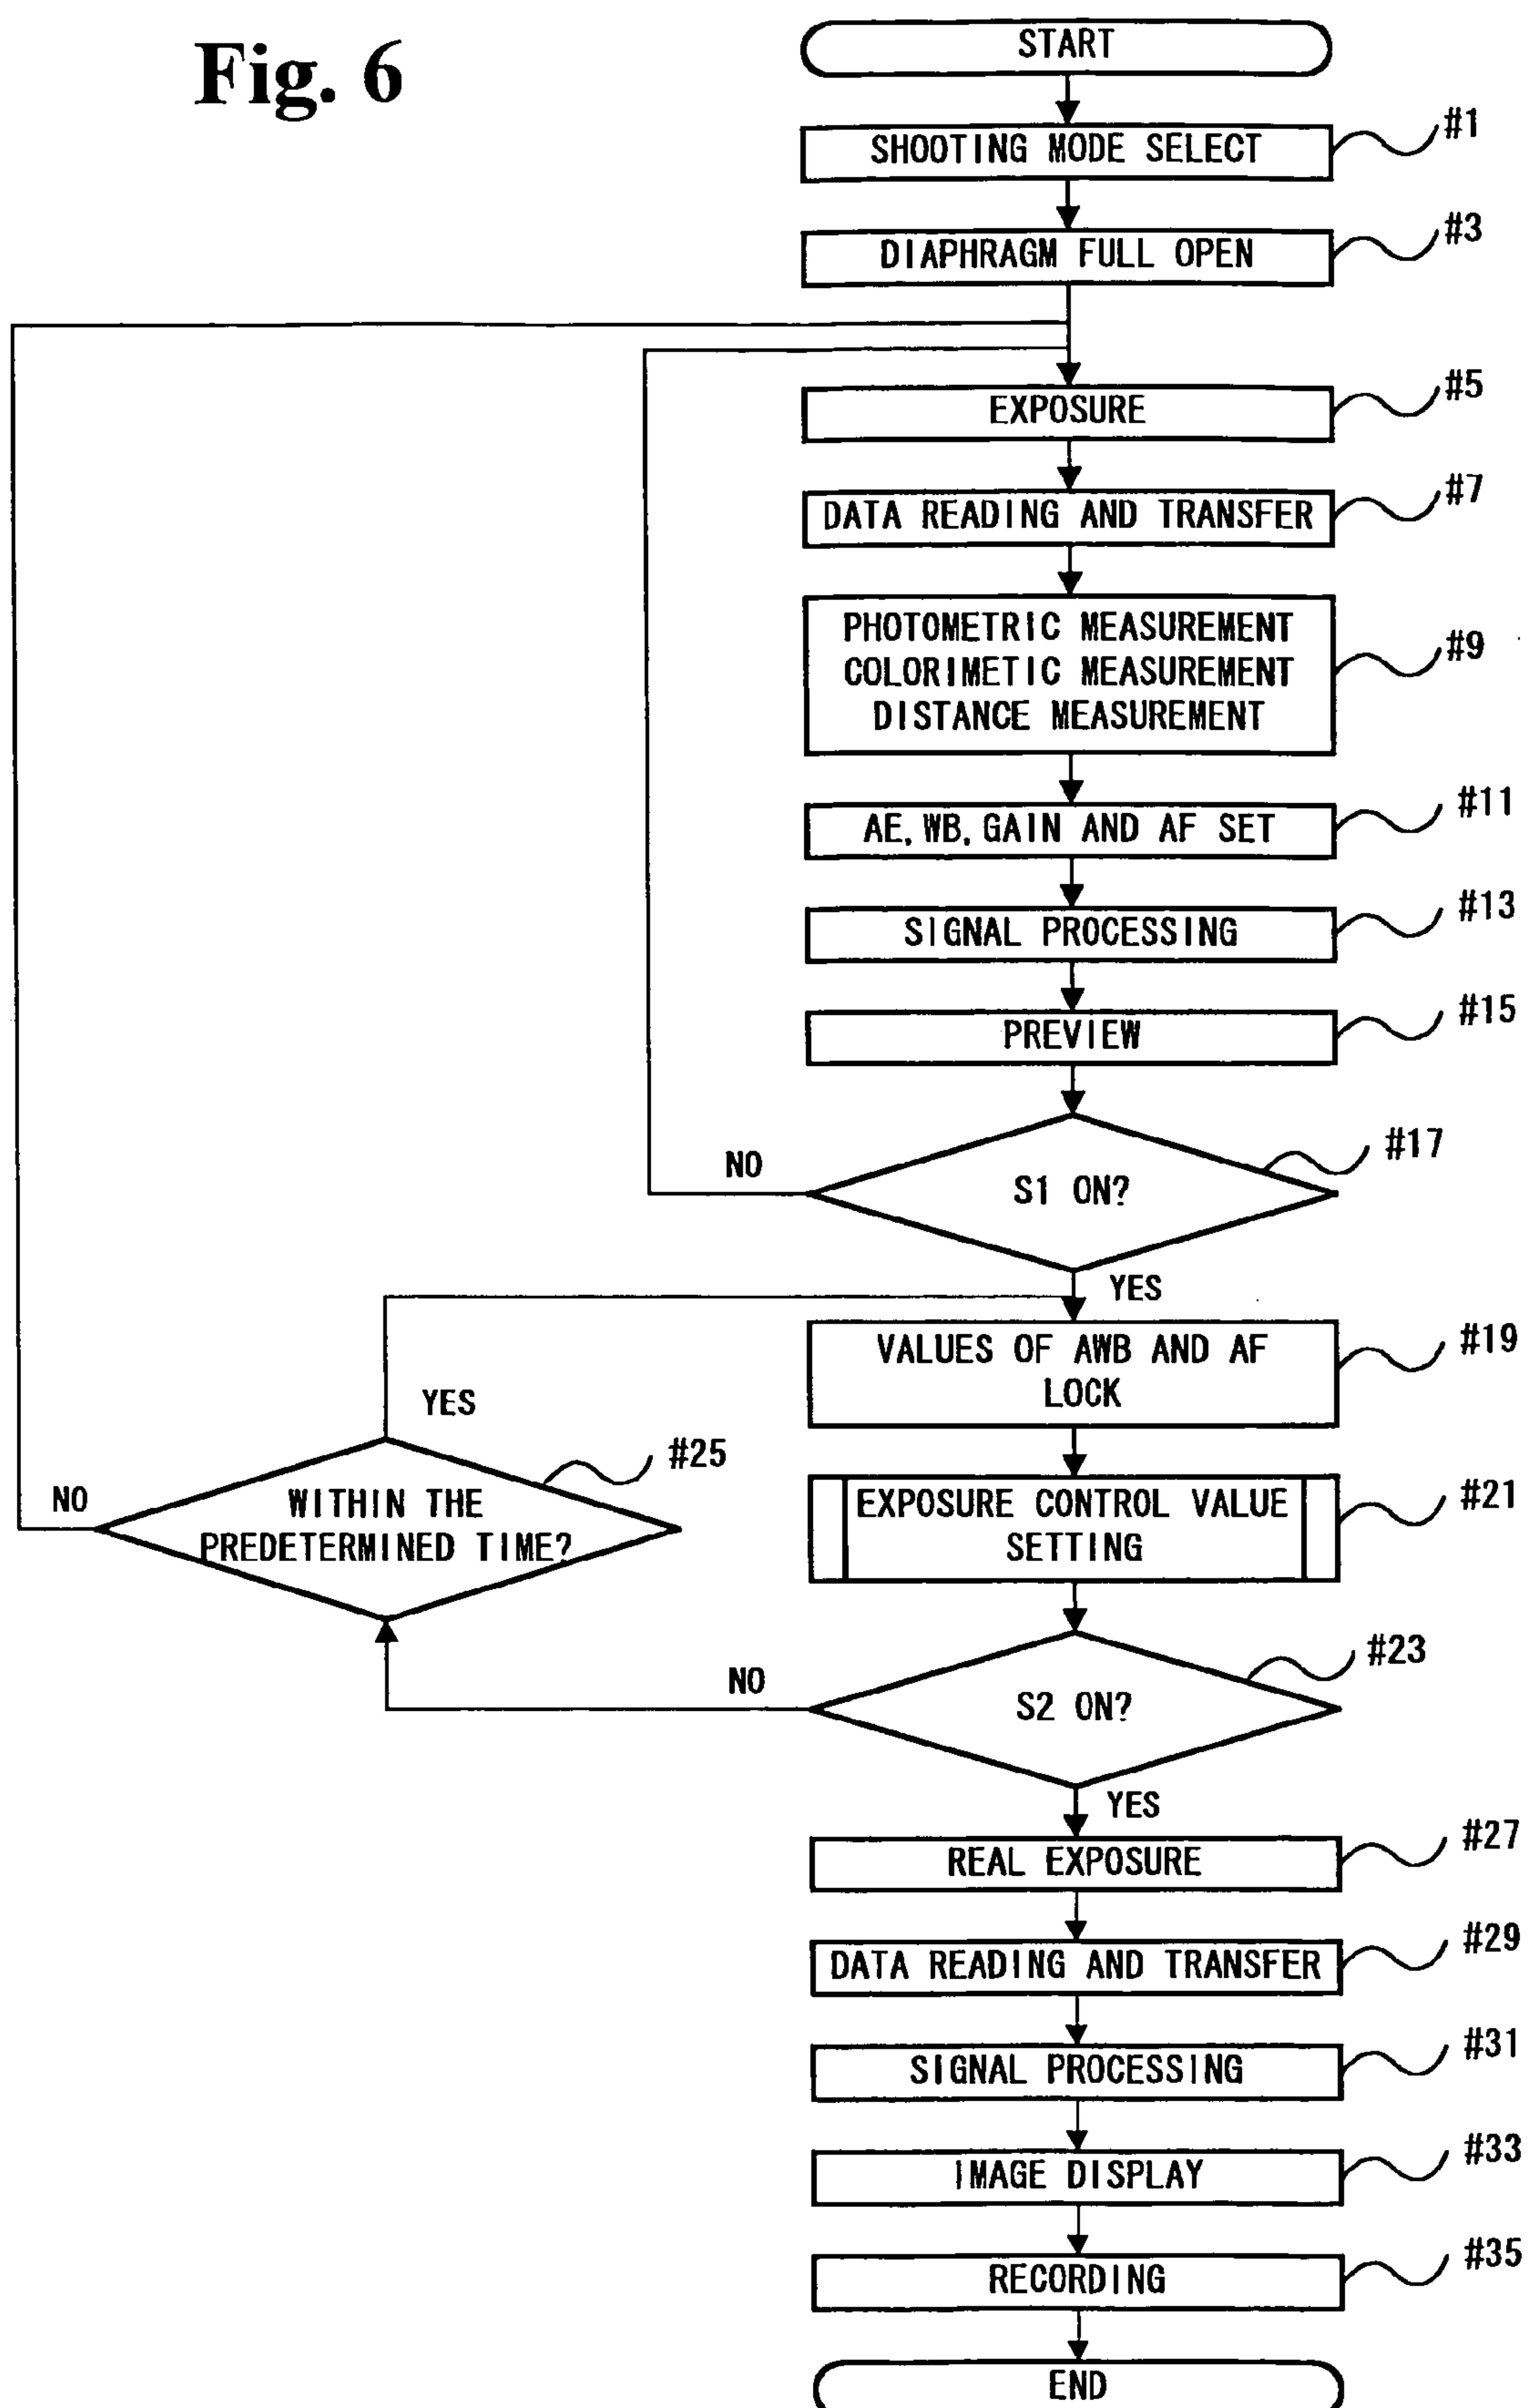 Fig. 6
START
SHOOTING MODE SELECT
#1
DIAPHRAGM FULL OPEN
#3
EXPOSURE
#5
DATA READING AND TRANSFER
#7
PHOTOMETRIC MEASUREMENT
COLORIMETIC MEASUREMENT
DISTANCE MEASUREMENT
#9
AE, WB, GAIN AND AF SET
#11
SIGNAL PROCESSING
#13
PREVIEW
#15
S1 ON?
#17
NO
YES
VALUES OF AWB AND AF
LOCK
#19
YES
WITHIN THE
PREDETERMINED TIME?
#25
NO
EXPOSURE CONTROL VALUE
SETTING
#21
S2 ON?
#23
NO
YES
REAL EXPOSURE
#27
DATA READING AND TRANSFER
#29
SIGNAL PROCESSING
#31
IMAGE DISPLAY
#33
RECORDING
#35
END